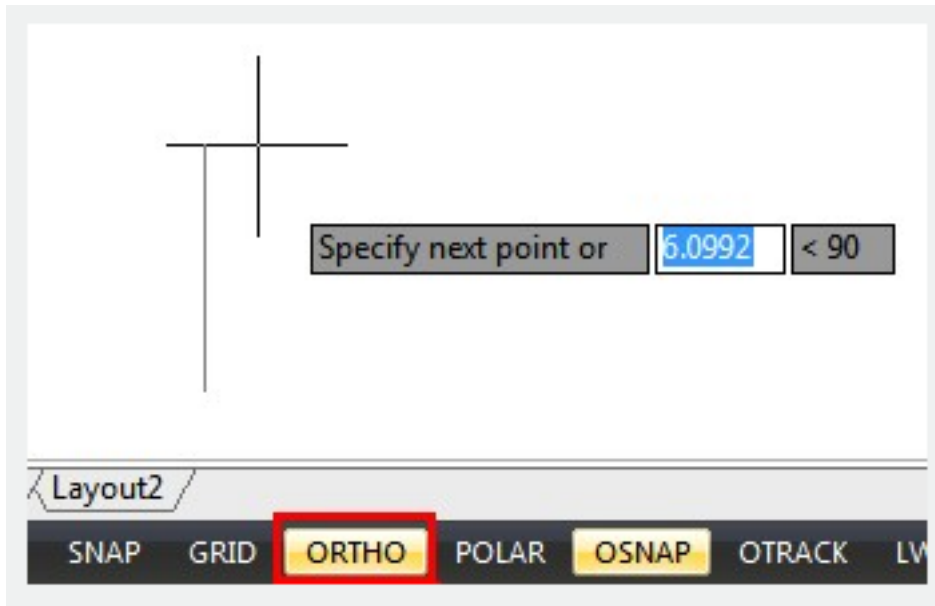 Specify next point or 6.0992 < 90
Layout2
SNAP GRID ORTHO POLAR OSNAP OTRACK